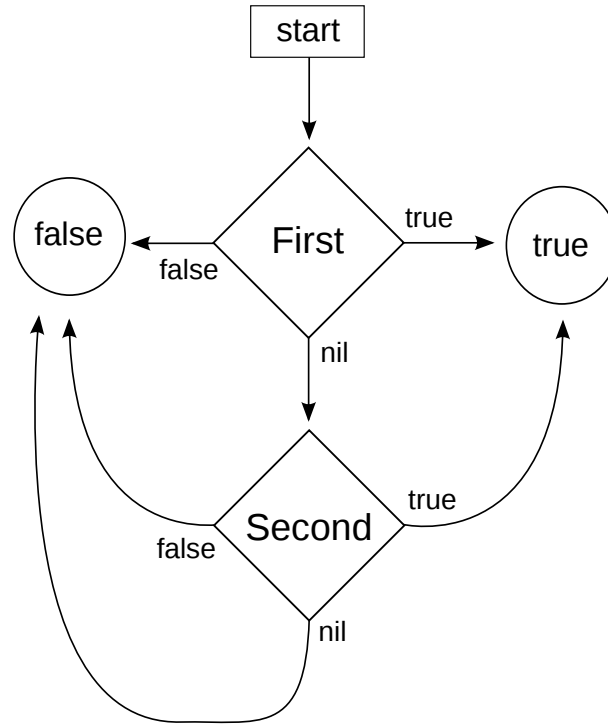 start
First
true
false
false
true
nil
Second
true
false
nil